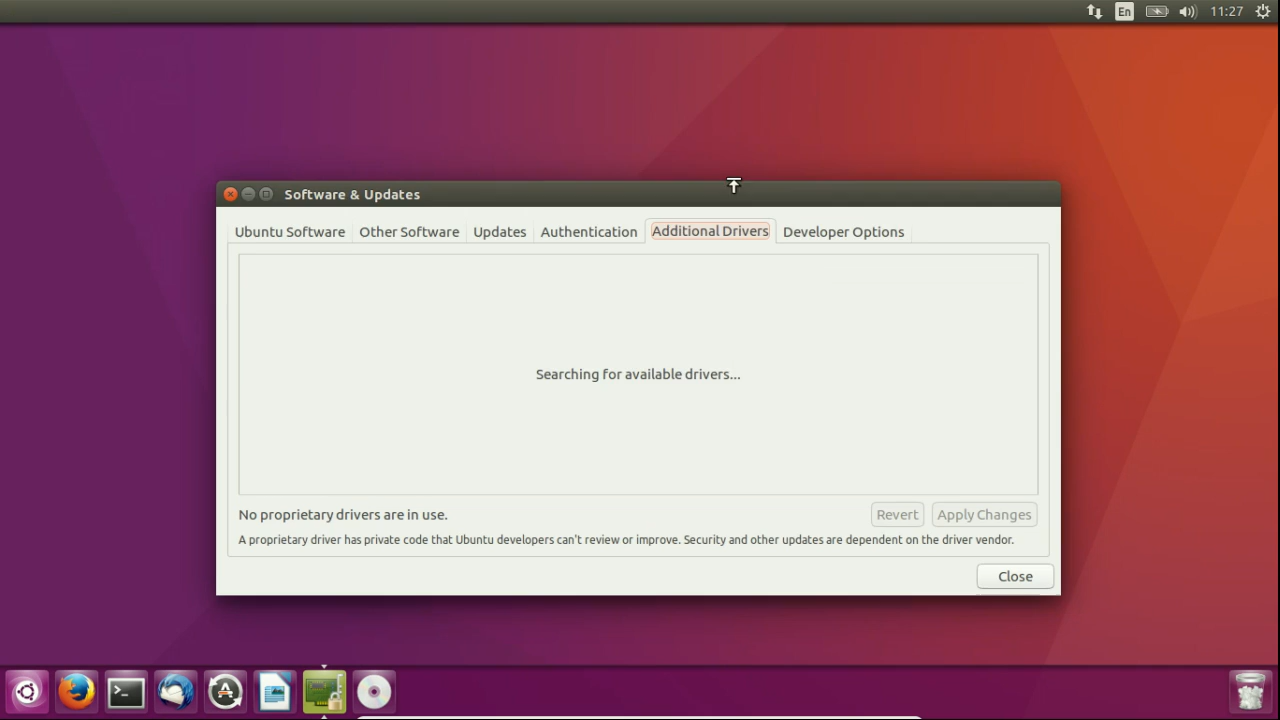 En 11:27
Software & Updates
Ubuntu Software Other Software Updates Authentication Additional Drivers Developer Options
Searching for available drivers...
No proprietary drivers are in use. Revert Apply Changes
A proprietary driver has private code that Ubuntu developers can't review or improve. Security and other updates are dependent on the driver vendor.
Close